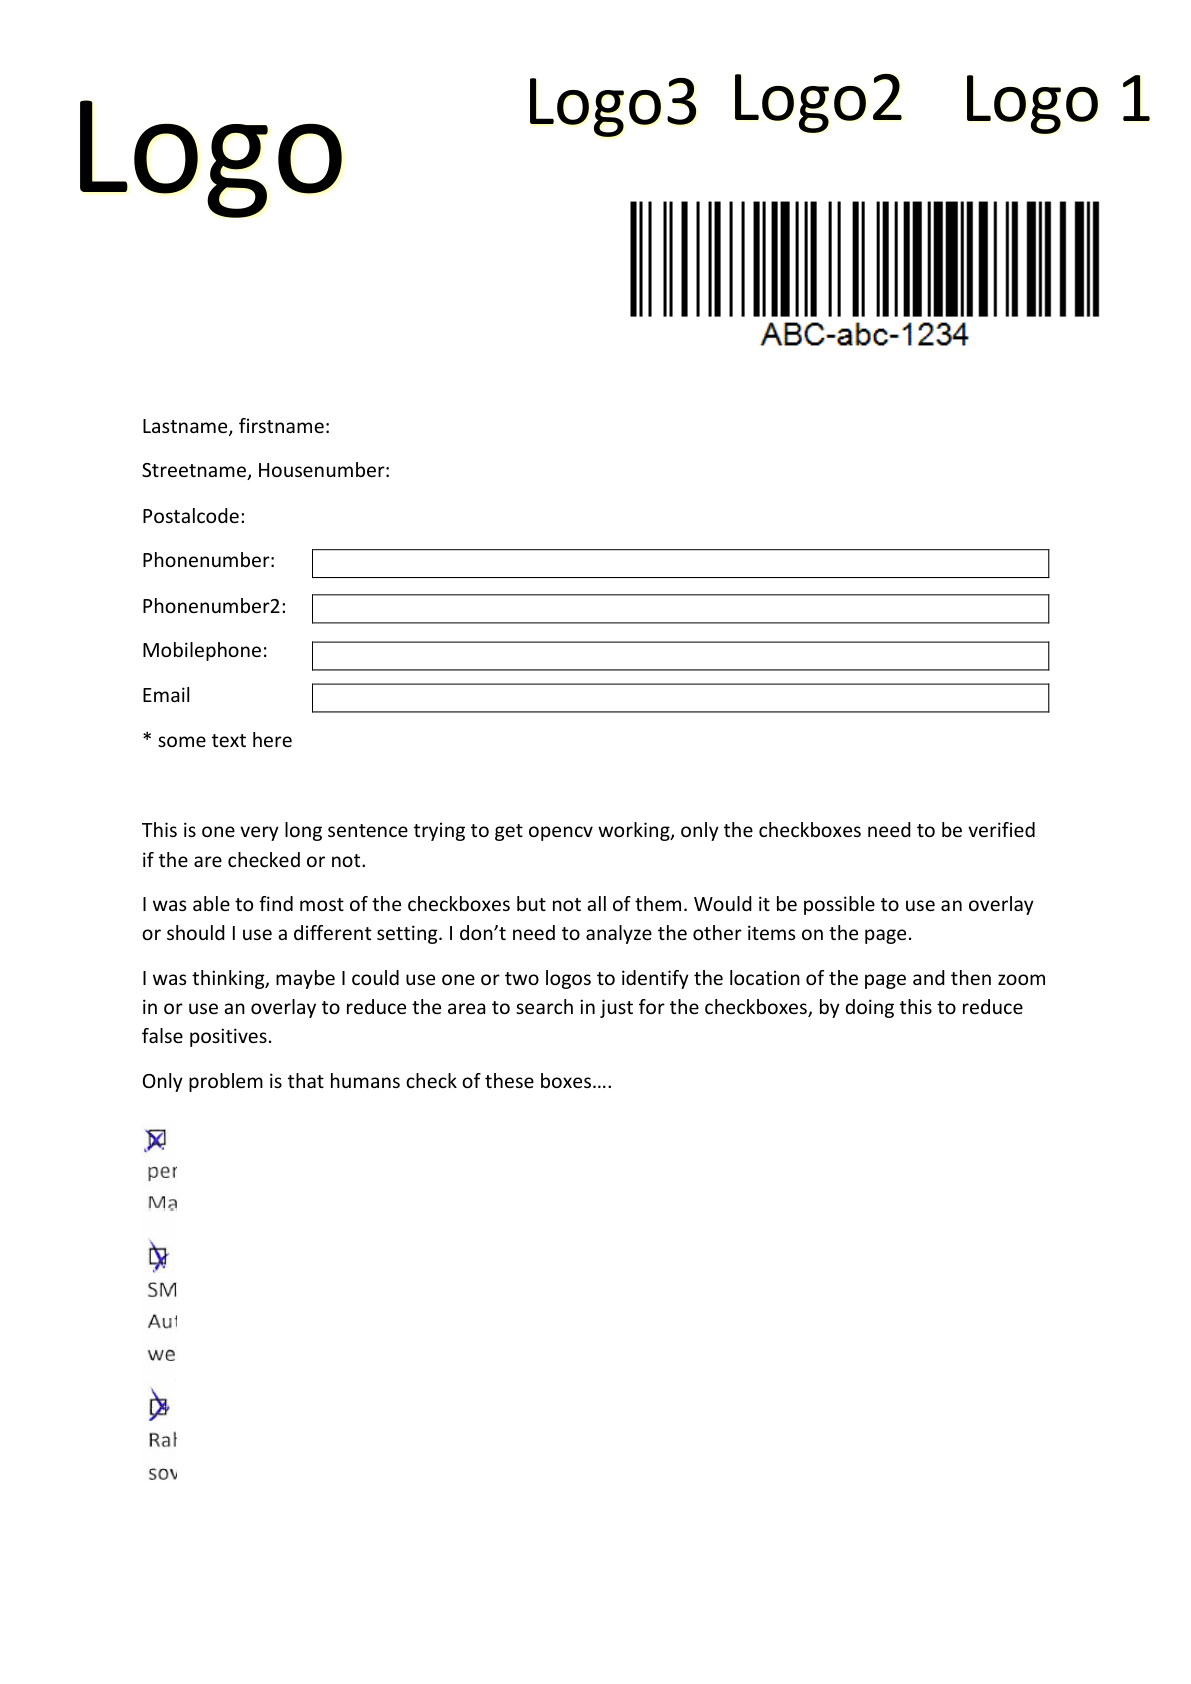 Logo
Logo3 Logo2 Logo 1
ABC-abc-1234
Lastname, firstname:
Streetname, Housenumber:
Postalcode:
Phonenumber:
Phonenumber2:
Mobilephone:
Email
* some text here
This is one very long sentence trying to get opencv working, only the checkboxes need to be verified
if the are checked or not.
I was able to find most of the checkboxes but not all of them. Would it be possible to use an overlay
or should I use a different setting. I don’t need to analyze the other items on the page.
I was thinking, maybe I could use one or two logos to identify the location of the page and then zoom
in or use an overlay to reduce the area to search in just for the checkboxes, by doing this to reduce
false positives.
Only problem is that humans check of these boxes....
per
Ma
SM
Aut
we
sov